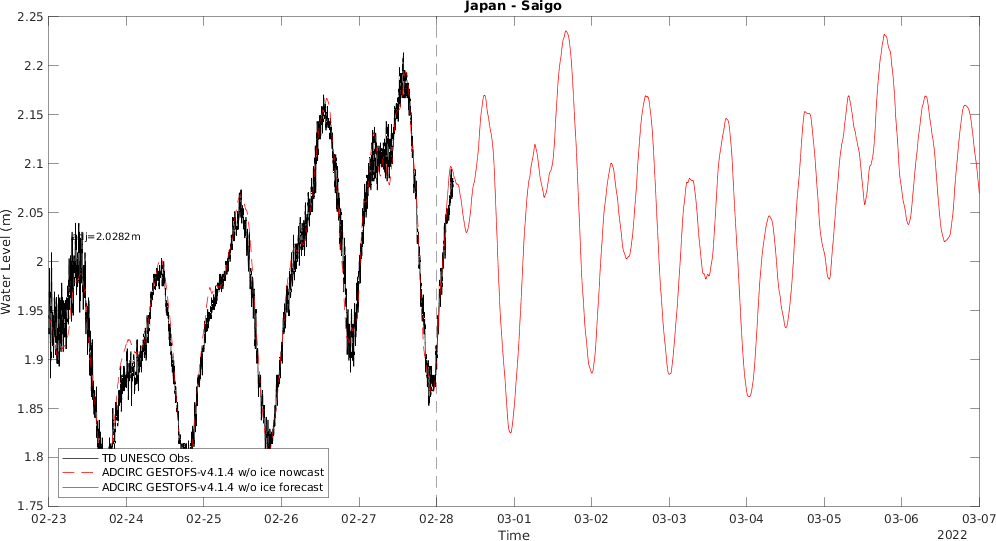 Japan - Saigo
2.25
2.2
2.15
2.1
2.05
2
1.95
1.9
1.85
1.8
1.75
Water Level (m)
j=2.0282m
TD UNESCO Obs.
ADCIRC GESTOFS-v4.1.4 w/o ice nowcast
ADCIRC GESTOFS-v4.1.4 w/o ice forecast
02-23 02-24 02-25 02-26 02-27 02-28 03-01 03-02 03-03 03-04 03-05 03-06 03-07
Time
2022